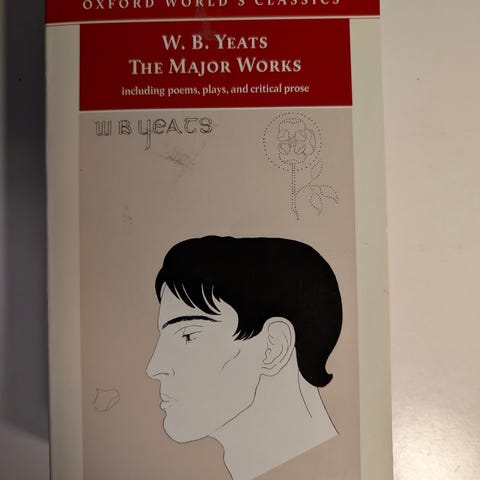 OXFORD WORLD'S CLASSICS
W. B. YEATS
THE MAJOR WORKS
including poems, plays, and critical prose
W B YEATS